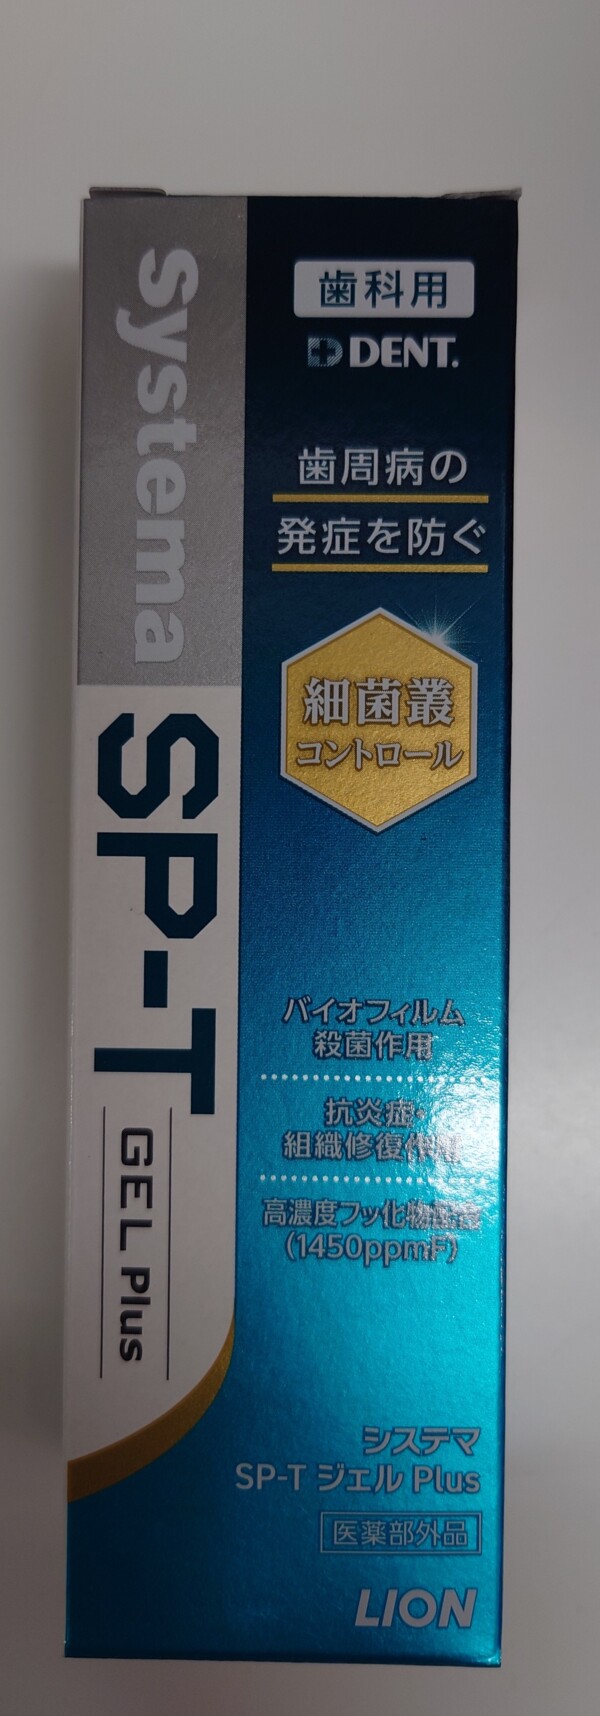 systema
SP-T
GEL Plus
歯科用
DENT.
歯周病の
発症を防ぐ
細菌叢
コントロール
バイオフィルム
殺菌作用
抗炎症・
組織修復作用
高濃度フッ化物配合
(1450ppmF)
システマ
SP-T ジェル Plus
医薬部外品
LION